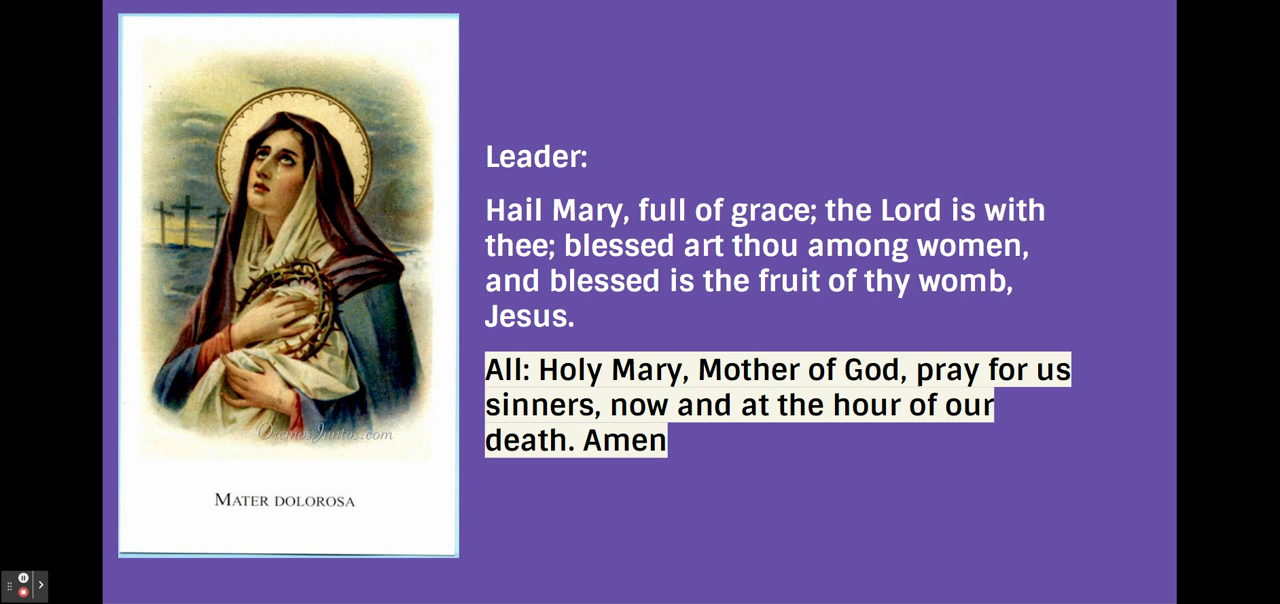 OremosJuntos.com
MATER DOLOROSA
Leader:
Hail Mary, full of grace; the Lord is with
thee; blessed art thou among women,
and blessed is the fruit of thy womb,
Jesus.
All: Holy Mary, Mother of God, pray for us
sinners, now and at the hour of our
death. Amen